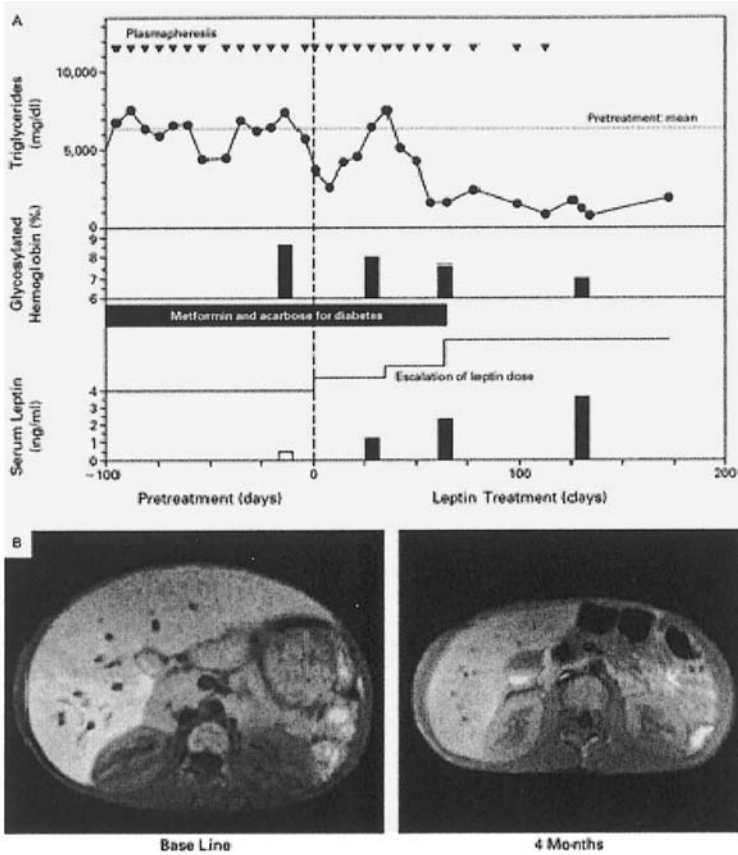 A
Plasmapheresis
Triglycerides
(mg/dl)
10,000
5,000
0
Pretreatment mean
Glycosylated
Hemoglobin (%)
9
8
7
6
Metformin and acarbose for diabetes
Escalation of leptin dose
Serum Leptin
(ng/ml)
4
4
3
2
1
0
-100
0
100
200
Pretreatment (days)
Leptin Treatment (days)
B
Base Line
4 Months